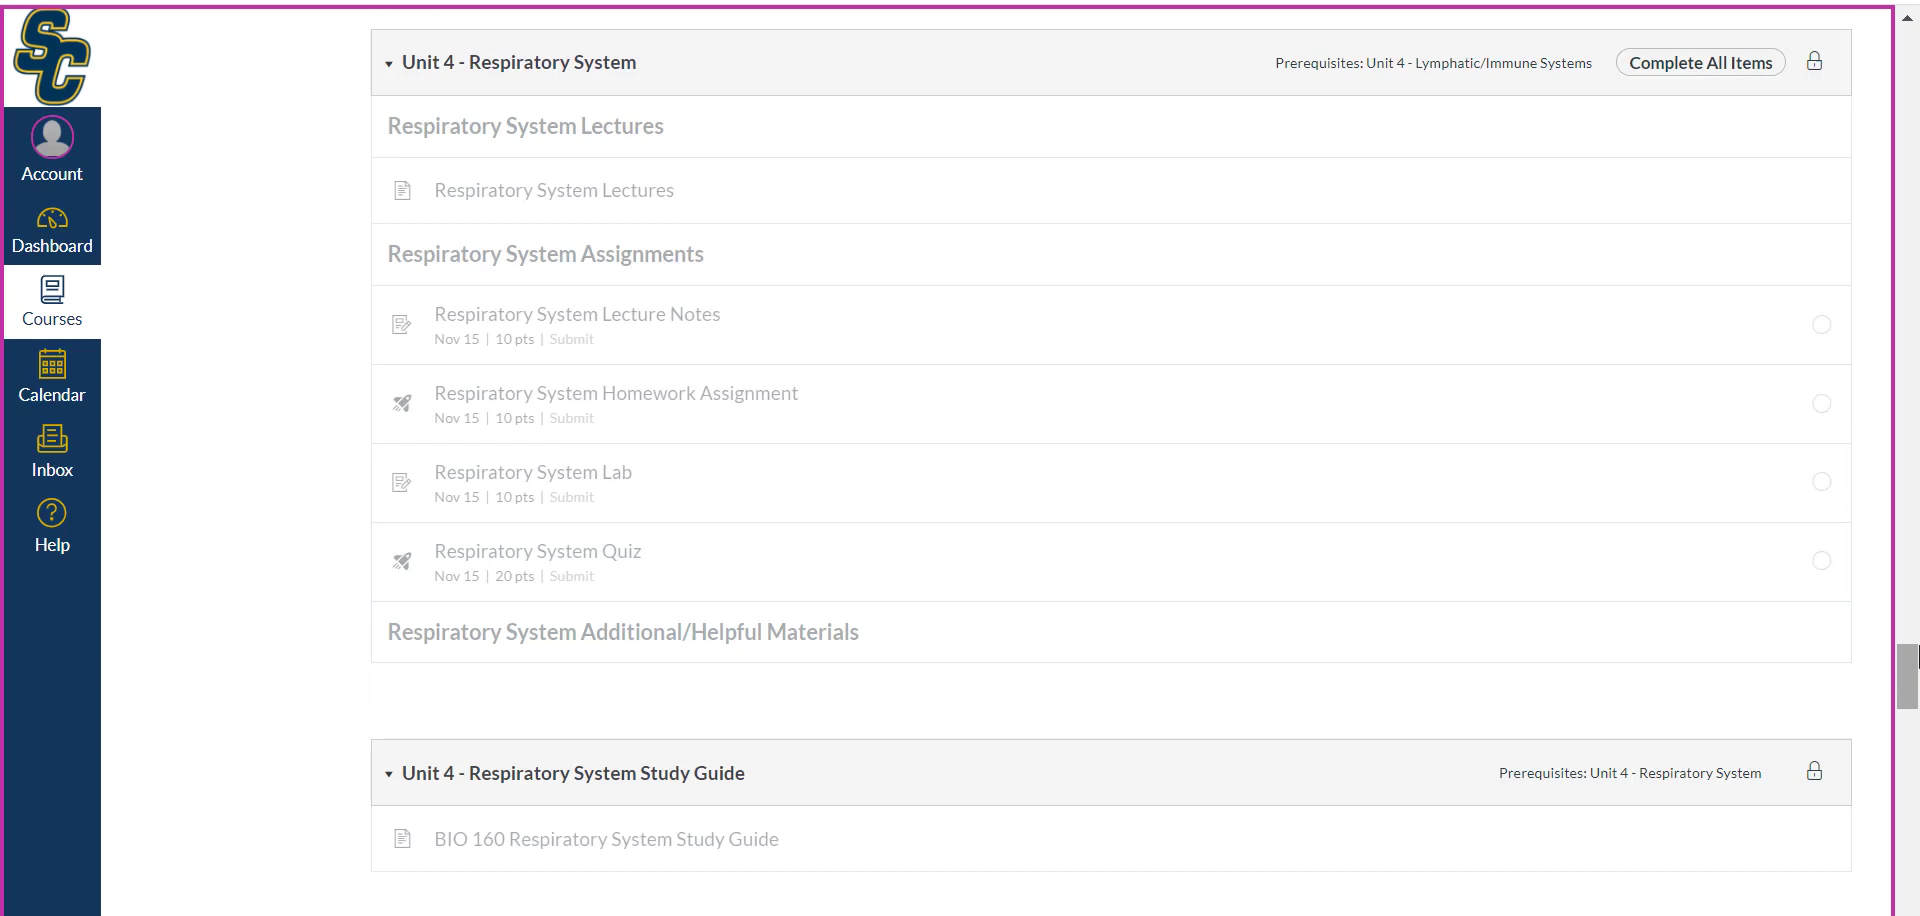 SC
Account
Dashboard
Courses
Calendar
Inbox
Help
Unit 4 - Respiratory System
Prerequisites: Unit 4 - Lymphatic/Immune Systems
Complete All Items
Respiratory System Lectures
Respiratory System Lectures
Respiratory System Assignments
Respiratory System Lecture Notes
Nov 15 | 10 pts | Submit
Respiratory System Homework Assignment
Nov 15 | 10 pts | Submit
Respiratory System Lab
Nov 15 | 10 pts | Submit
Respiratory System Quiz
Nov 15 | 20 pts | Submit
Respiratory System Additional/Helpful Materials
Unit 4 - Respiratory System Study Guide
Prerequisites: Unit 4 - Respiratory System
BIO 160 Respiratory System Study Guide